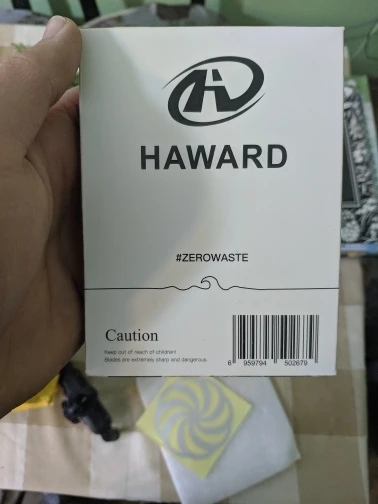 HAWARD
#ZEROWASTE
Caution
Keep out of reach of children!
Blades are extremely sharp and dangerous.
6 959794 502679